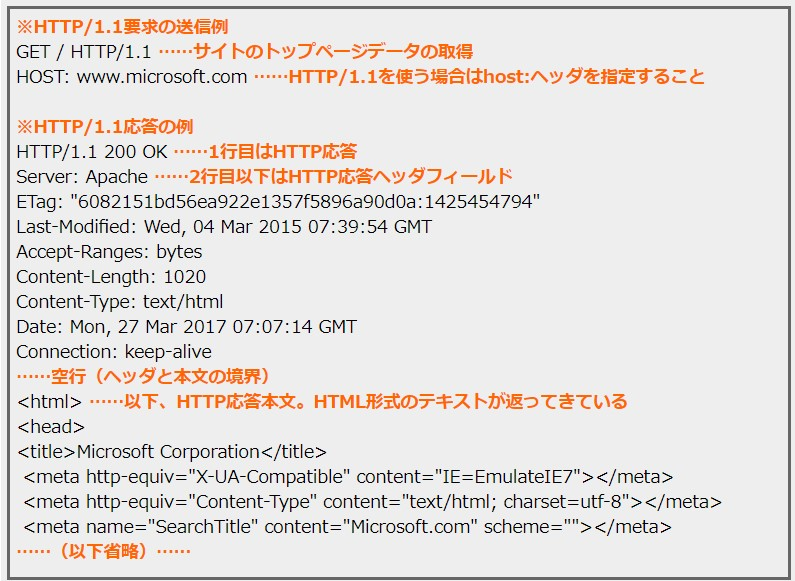 ※HTTP/1.1要求の送信例
GET / HTTP/1.1 ……サイトのトップページデータの取得
HOST: www.microsoft.com ……HTTP/1.1を使う場合はhost:ヘッダを指定すること
※HTTP/1.1応答の例
HTTP/1.1 200 OK ……1行目はHTTP応答
Server: Apache ……2行目以下はHTTP応答ヘッダフィールド
ETag: "6082151bd56ea922e1357f5896a90d0a:1425454794"
Last-Modified: Wed, 04 Mar 2015 07:39:54 GMT
Accept-Ranges: bytes
Content-Length: 1020
Content-Type: text/html
Date: Mon, 27 Mar 2017 07:07:14 GMT
Connection: keep-alive
……空行（ヘッダと本文の境界）
<html> ……以下、HTTP応答本文。HTML形式のテキストが返ってきている
<head>
<title>Microsoft Corporation</title>
<meta http-equiv="X-UA-Compatible" content="IE=EmulateIE7"></meta>
<meta http-equiv="Content-Type" content="text/html; charset=utf-8"></meta>
<meta name="SearchTitle" content="Microsoft.com" scheme=""></meta>
……（以下省略）……